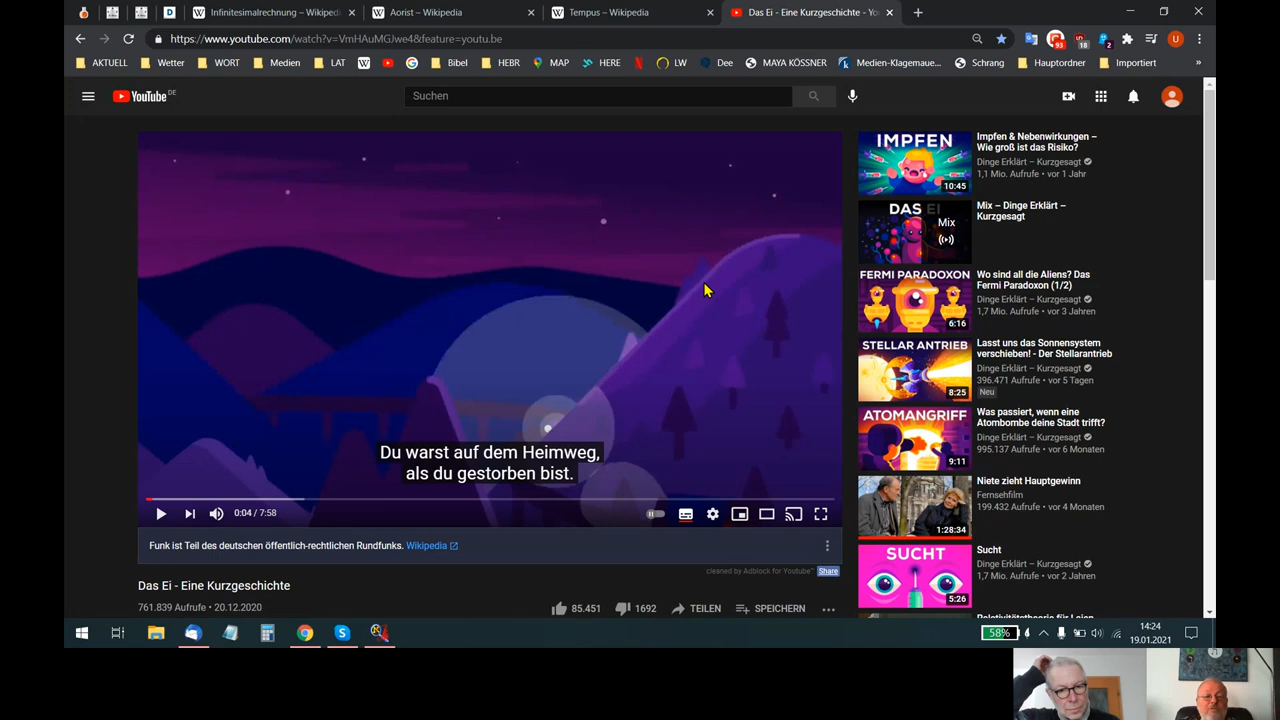 Infinitesimalrechnung – Wikiped
Aorist – Wikipedia
Tempus – Wikipedia
Das Ei - Eine Kurzgeschichte - Yo
https://www.youtube.com/watch?v=VmHAuMGJwe4&feature=youtu.be
93
18
2
U
AKTUELL
Wetter
WORT
Medien
LAT
Bibel
HEBR
MAP
HERE
LW
Dee
MAYA KÖSSNER
Medien-Klagemaue...
Schrang
Hauptordner
Importiert
YouTube DE
Suchen
IMPFEN
10:45
Impfen & Nebenwirkungen –
Wie groß ist das Risiko?
Dinge Erklärt – Kurzgesagt
1,1 Mio. Aufrufe • vor 1 Jahr
DAS EI
Mix
Mix – Dinge Erklärt –
Kurzgesagt
FERMI PARADOXON
6:16
Wo sind all die Aliens? Das
Fermi Paradoxon (1/2)
Dinge Erklärt – Kurzgesagt
1,7 Mio. Aufrufe • vor 3 Jahren
STELLAR ANTRIEB
8:25
Lasst uns das Sonnensystem
verschieben! - Der Stellarantrieb
Dinge Erklärt – Kurzgesagt
396.471 Aufrufe • vor 5 Tagen
Neu
ATOMANGRIFF
9:11
Was passiert, wenn eine
Atombombe deine Stadt trifft?
Dinge Erklärt – Kurzgesagt
995.137 Aufrufe • vor 6 Monaten
1:28:34
Niete zieht Hauptgewinn
Fernsehfilm
199.432 Aufrufe • vor 4 Monaten
SUCHT
5:26
Sucht
Dinge Erklärt – Kurzgesagt
1,7 Mio. Aufrufe • vor 2 Jahren
Relativitätstheorie für Laien
Du warst auf dem Heimweg,
als du gestorben bist.
0:04 / 7:58
Funk ist Teil des deutschen öffentlich-rechtlichen Rundfunks. Wikipedia
cleaned by Adblock for Youtube™ Share
Das Ei - Eine Kurzgeschichte
761.839 Aufrufe • 20.12.2020
85.451
1692
TEILEN
SPEICHERN
58%
14:24
19.01.2021